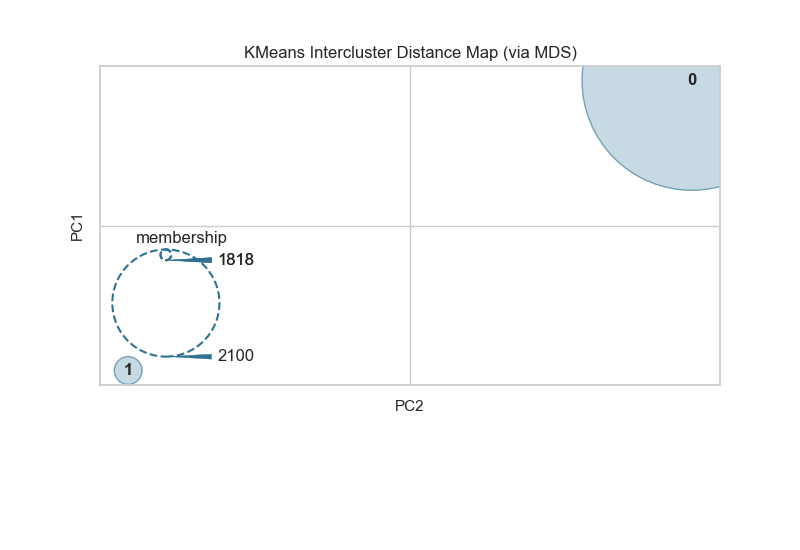 KMeans Intercluster Distance Map (via MDS)
0
PC1
membership
1818
2100
1
PC2